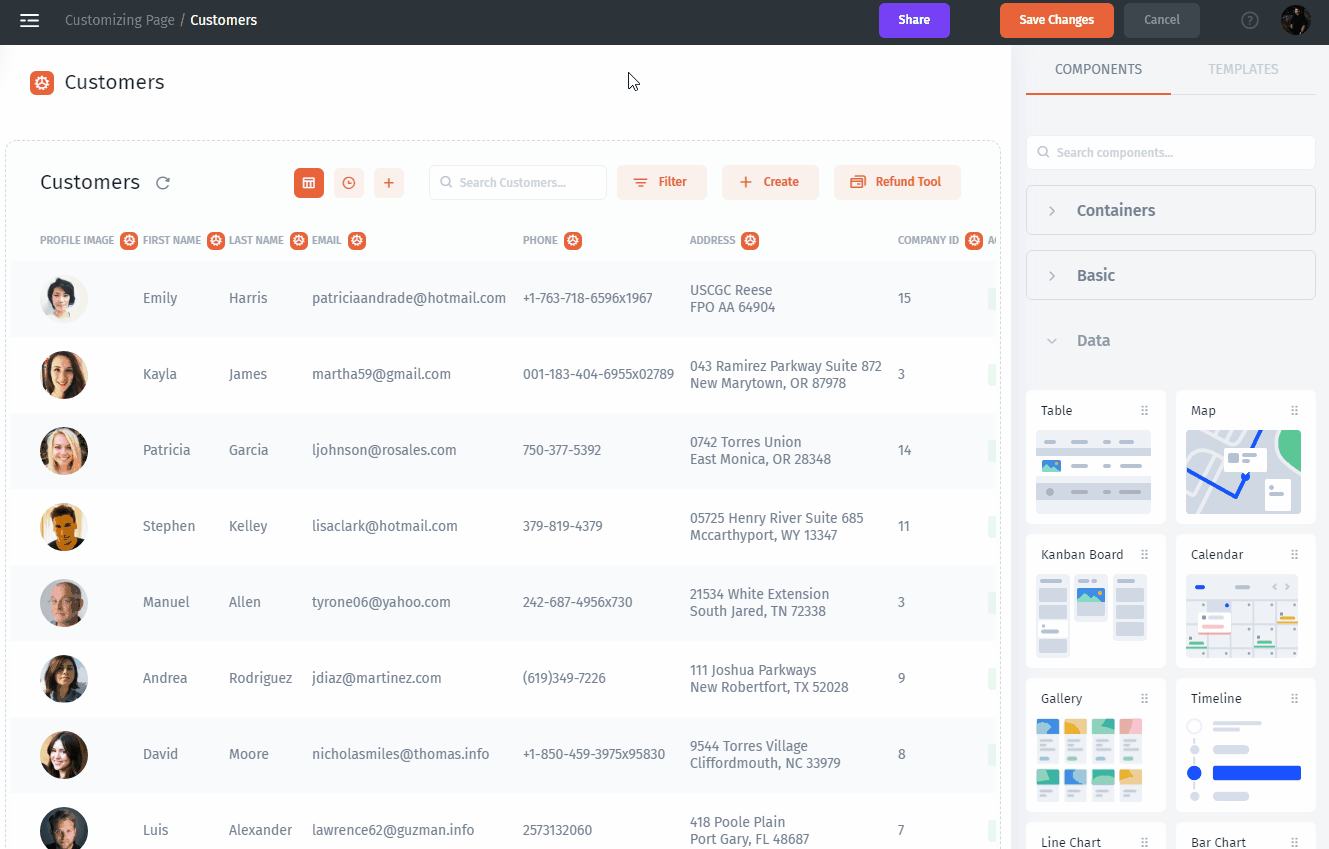 Customizing Page / Customers
Share
Save Changes
Cancel
?
Customers
COMPONENTS
TEMPLATES
Search components...
Customers
Search Customers...
Filter
Create
Refund Tool
PROFILE IMAGE FIRST NAME LAST NAME EMAIL PHONE ADDRESS COMPANY ID
Emily Harris patriciaandrade@hotmail.com +1-763-718-6596x1967 USCGC Reese 15
FPO AA 64904
Kayla James martha59@gmail.com 001-183-404-6955x02789 043 Ramirez Parkway Suite 872 3
New Marytown, OR 87978
Patricia Garcia ljohnson@rosales.com 750-377-5392 0742 Torres Union 14
East Monica, OR 28348
Stephen Kelley lisaclark@hotmail.com 379-819-4379 05725 Henry River Suite 685 11
Mccarthyport, WY 13347
Manuel Allen tyrone06@yahoo.com 242-687-4956x730 21534 White Extension 3
South Jared, TN 72338
Andrea Rodriguez jdiaz@martinez.com (619)349-7226 111 Joshua Parkways 9
New Robertfort, TX 52028
David Moore nicholasmiles@thomas.info +1-850-459-3975x95830 9544 Torres Village 8
Cliffordmouth, NC 33979
Luis Alexander lawrence62@guzman.info 2573132060 418 Poole Plain 7
Port Gary, FL 48687
Containers
Basic
Data
Table
Map
Kanban Board
Calendar
Gallery
Timeline
Line Chart
Bar Chart